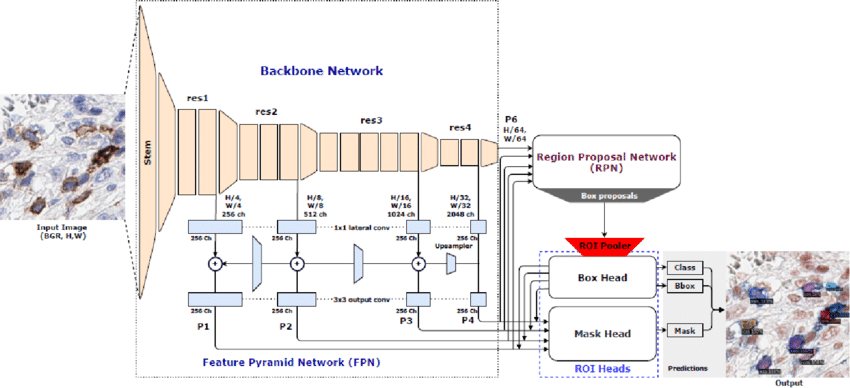 Backbone Network
res1
res2
res3
res4
Stem
P6
H/64,
W/64
Region Proposal Network
(RPN)
Box proposals
Input Image
(BGR, H,W)
H/4,
W/4
256 ch
H/8,
W/8
512 ch
H/16,
W/16
1024 ch
H/32,
W/32
2048 ch
256 Ch
256 Ch
1x1 lateral conv
256 Ch
256 Ch
Upsampler
ROI Pooler
Box Head
Class
Bbox
Mask Head
Mask
3x3 output conv
256 Ch
256 Ch
256 Ch
256 Ch
P1
P2
P3
P4
Feature Pyramid Network (FPN)
ROI Heads
Predictions
Output